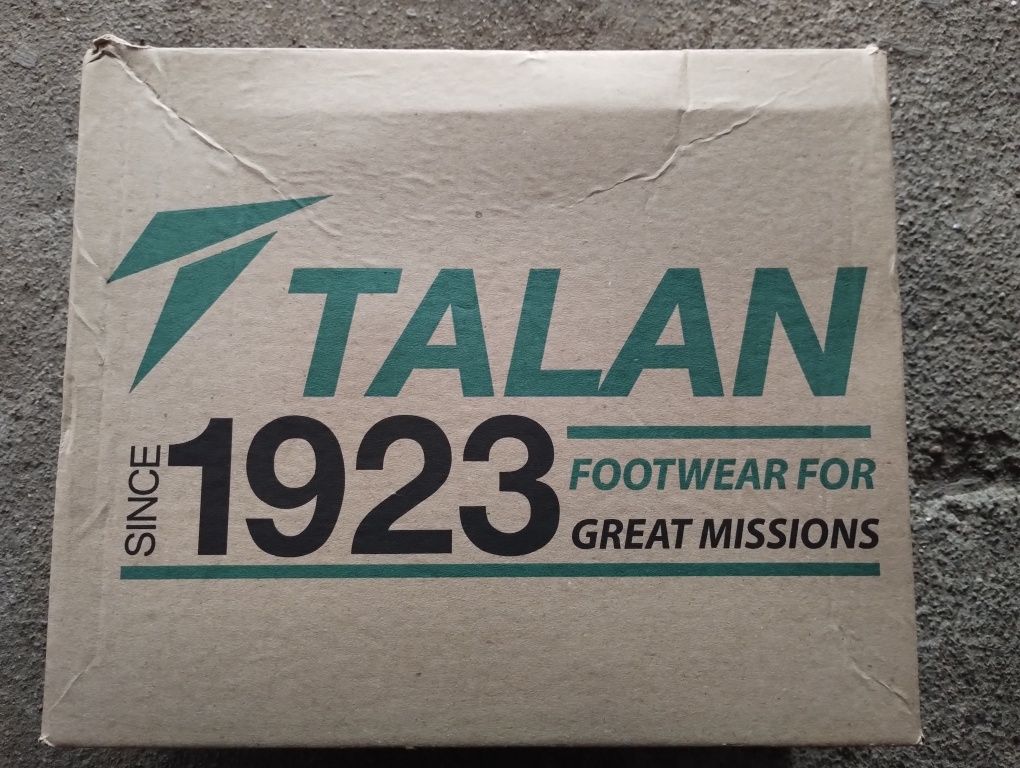 TALAN
SINCE 1923
FOOTWEAR FOR
GREAT MISSIONS